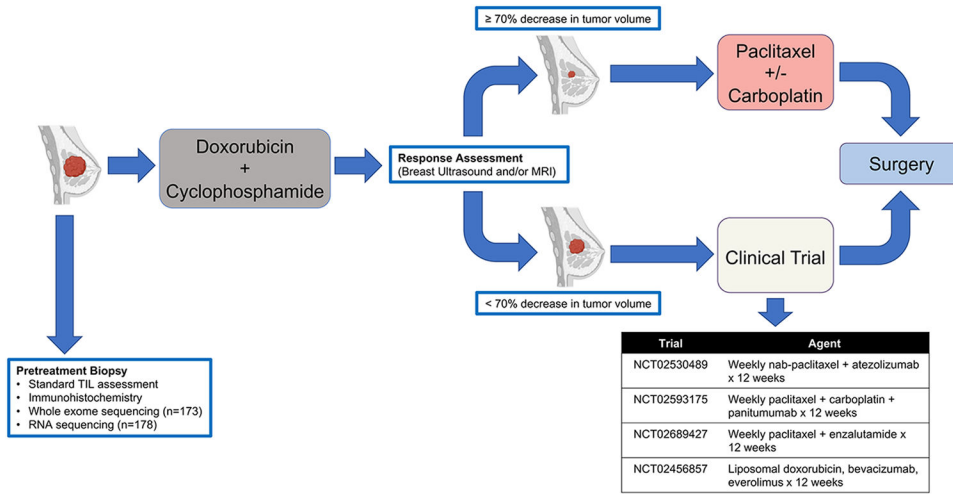 ≥ 70% decrease in tumor volume
Paclitaxel
+/-
Carboplatin
Doxorubicin
+
Cyclophosphamide
Response Assessment
(Breast Ultrasound and/or MRI)
Surgery
Clinical Trial
< 70% decrease in tumor volume
Pretreatment Biopsy
• Standard TIL assessment
• Immunohistochemistry
• Whole exome sequencing (n=173)
• RNA sequencing (n=178)
Trial Agent
NCT02530489 Weekly nab-paclitaxel + atezolizumab
x 12 weeks
NCT02593175 Weekly paclitaxel + carboplatin +
panitumumab x 12 weeks
NCT02689427 Weekly paclitaxel + enzalutamide x
12 weeks
NCT02456857 Liposomal doxorubicin, bevacizumab,
everolimus x 12 weeks